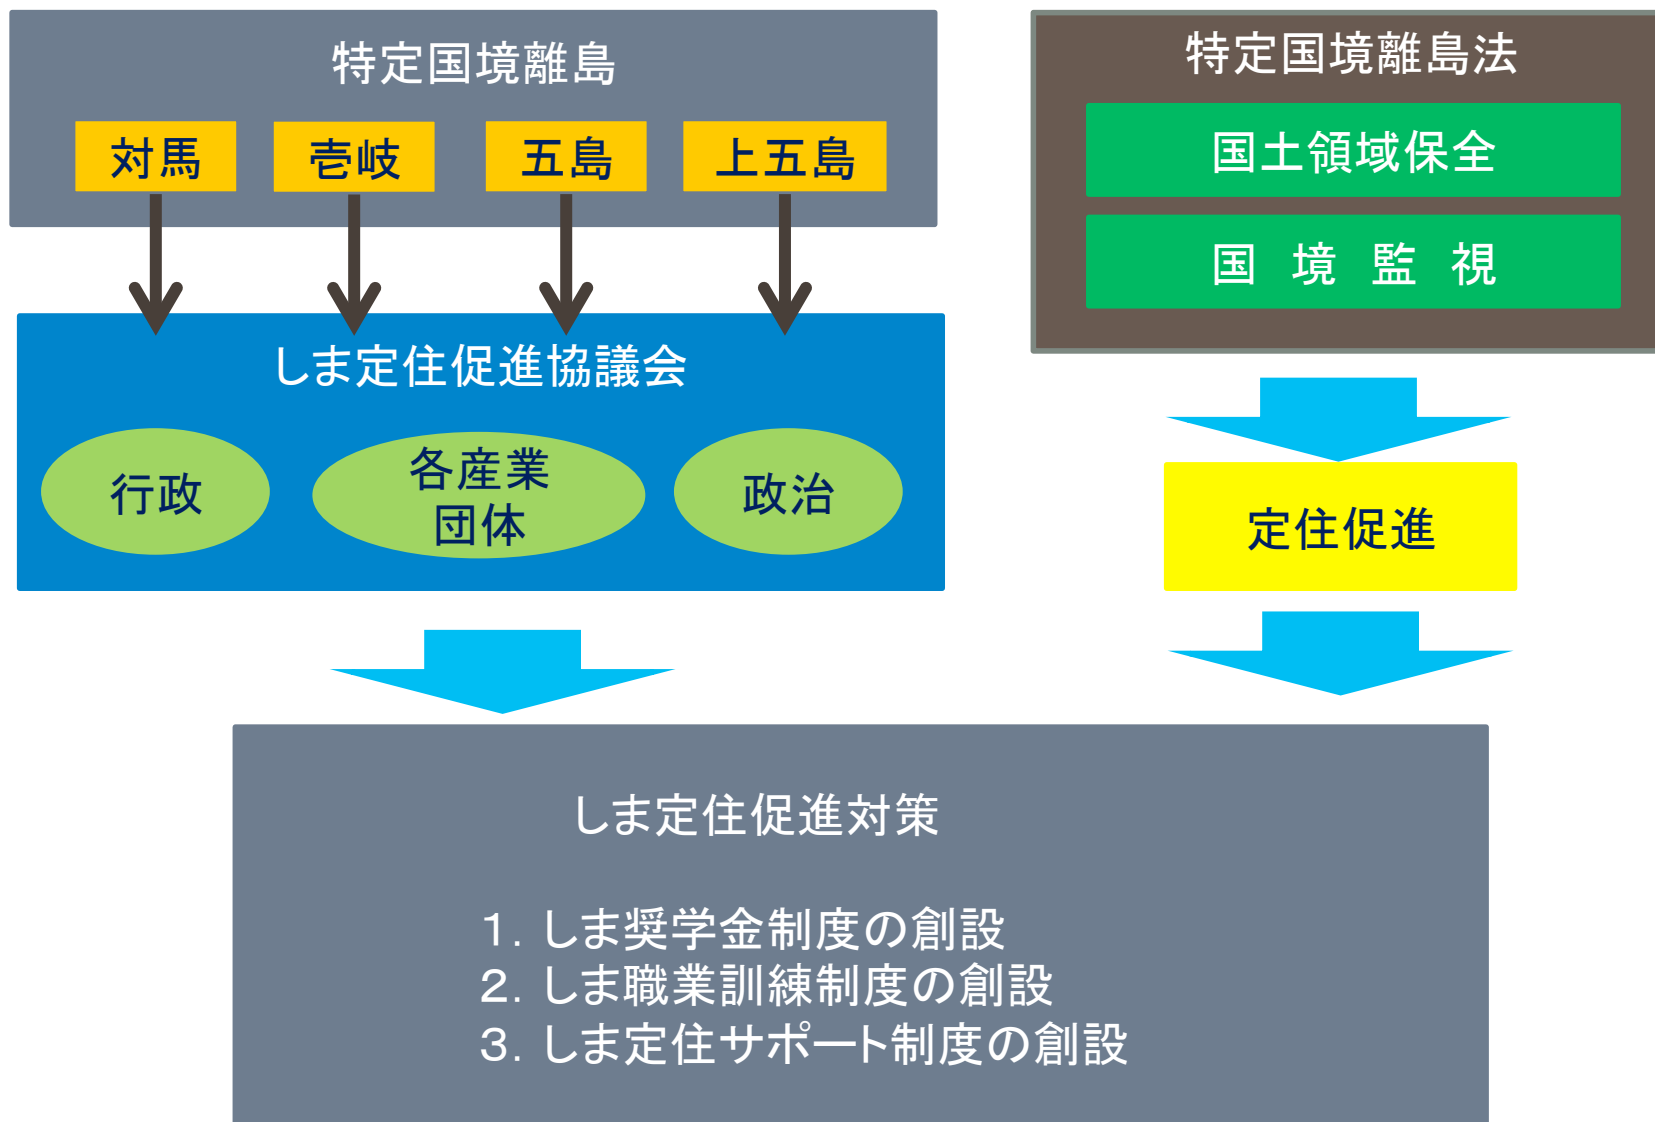 特定国境離島
対馬
壱岐
五島
上五島
しま定住促進協議会
行政
各産業
団体
政治
特定国境離島法
国土領域保全
国 境 監 視
定住促進
しま定住促進対策
1. しま奨学金制度の創設
2. しま職業訓練制度の創設
3. しま定住サポート制度の創設